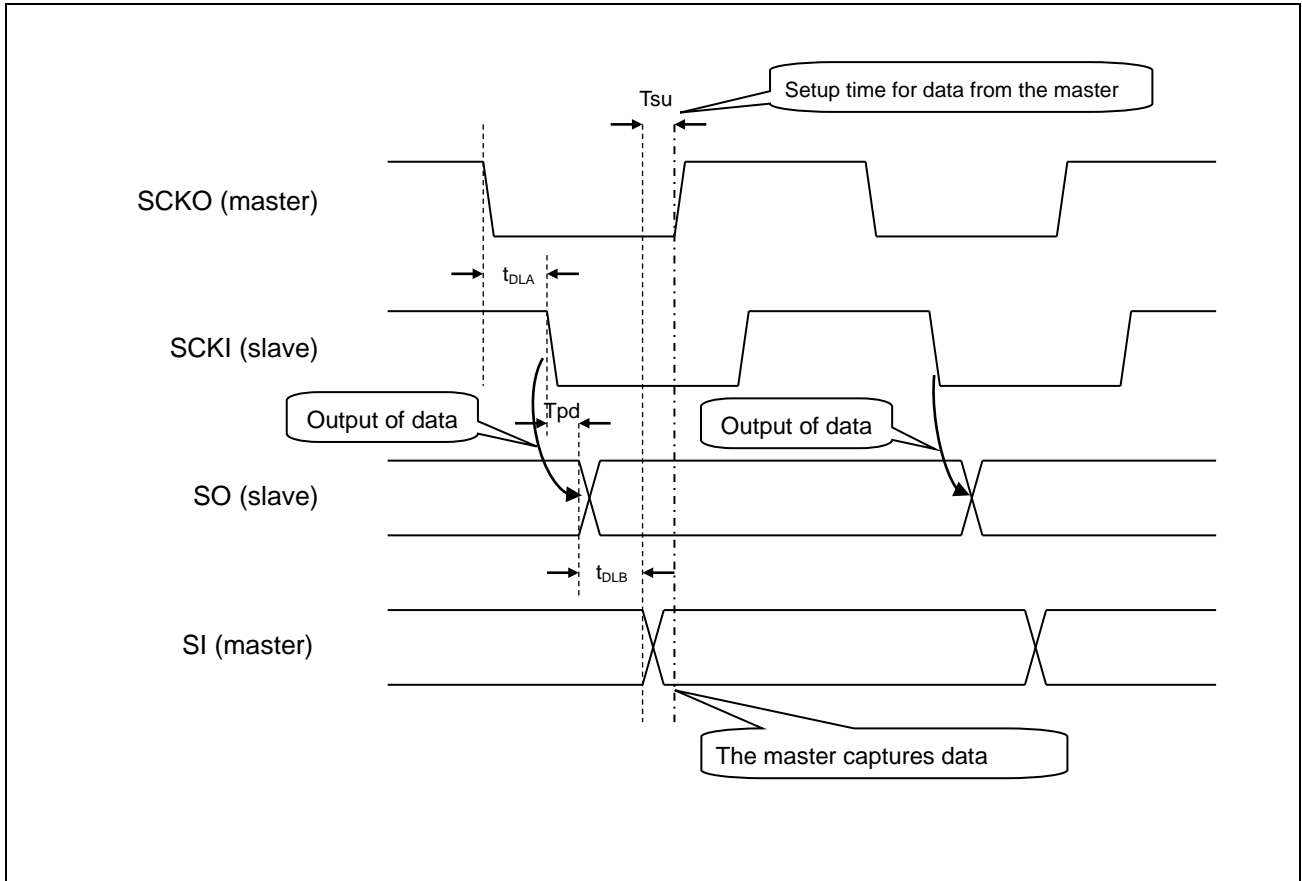 Setup time for data from the master
Tsu
SCKO (master)
tDLA
SCKI (slave)
Output of data
Tpd
Output of data
SO (slave)
tDLB
SI (master)
The master captures data